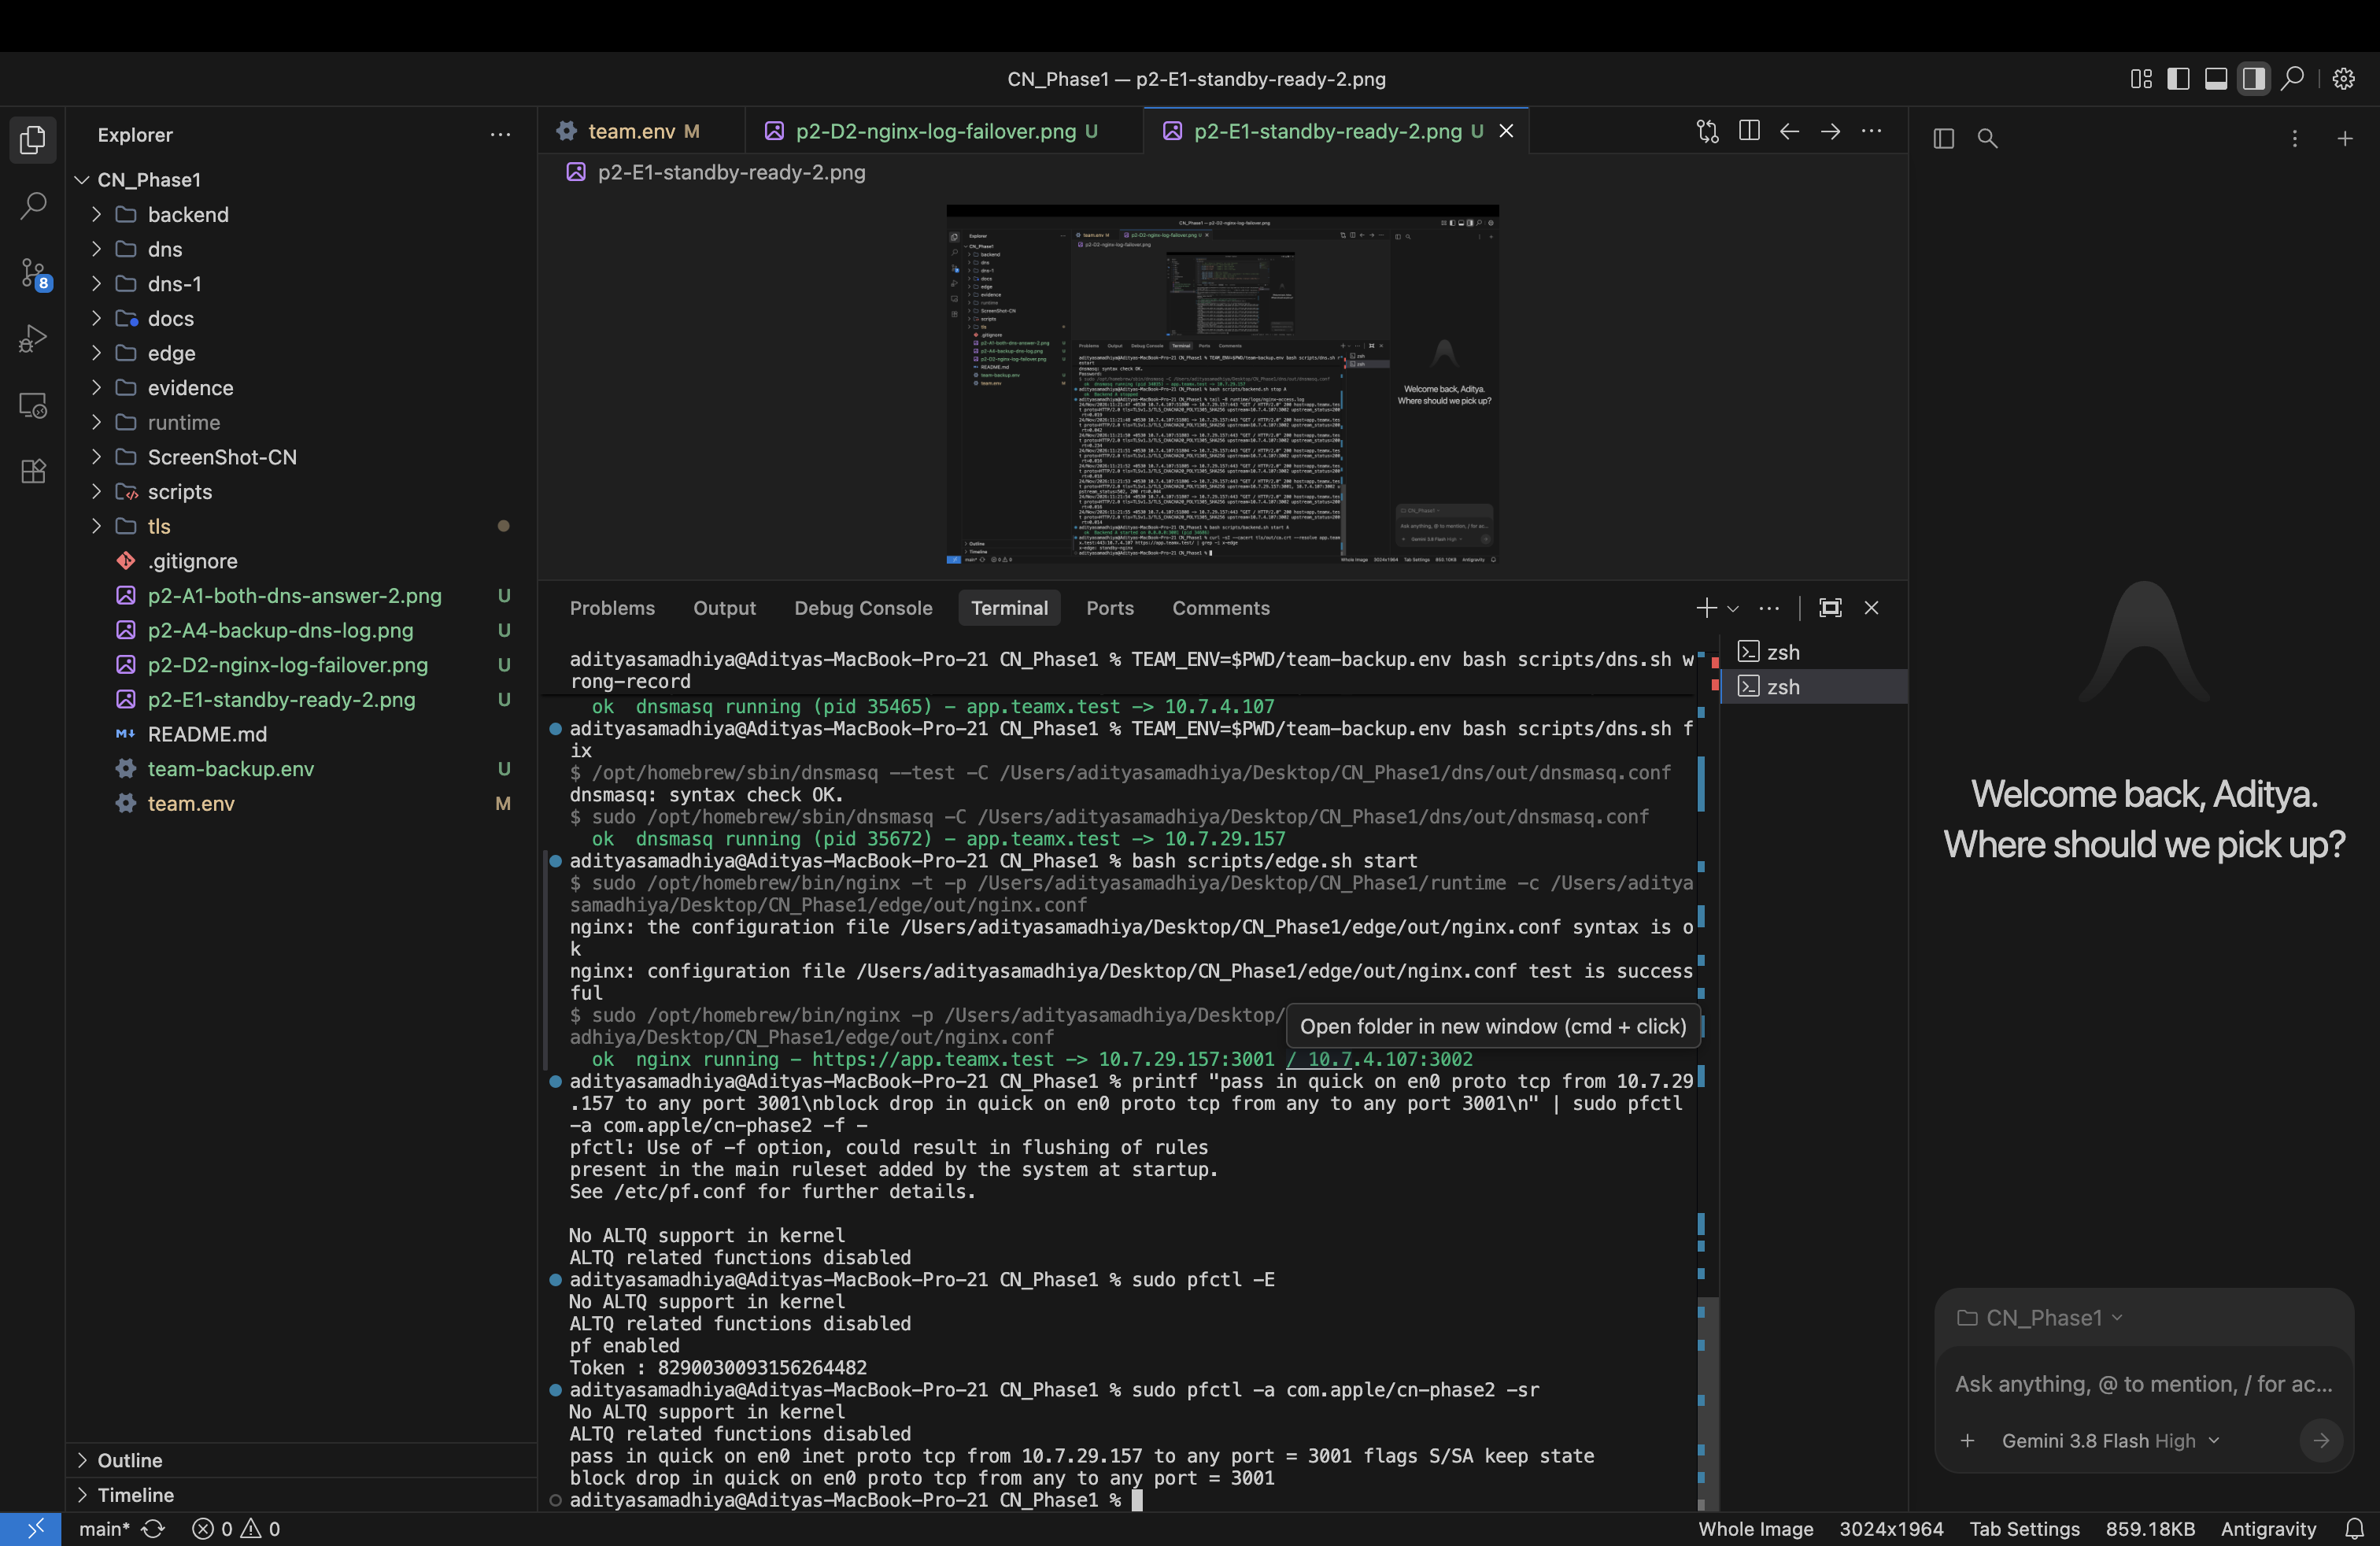 CN_Phase1 — p2-E1-standby-ready-2.png
Explorer
CN_Phase1
backend
dns
dns-1
docs
edge
evidence
runtime
ScreenShot-CN
scripts
tls
.gitignore
p2-A1-both-dns-answer-2.png U
p2-A4-backup-dns-log.png U
p2-D2-nginx-log-failover.png U
p2-E1-standby-ready-2.png U
README.md
team-backup.env U
team.env M
Outline
Timeline
8
team.env M
p2-D2-nginx-log-failover.png U
p2-E1-standby-ready-2.png U
p2-E1-standby-ready-2.png
Welcome back, Aditya.
Where should we pick up?
Problems Output Debug Console Terminal Ports Comments
zsh
zsh
adityasamadhiya@Adityas-MacBook-Pro-21 CN_Phase1 % TEAM_ENV=$PWD/team-backup.env bash scripts/dns.sh w
rong-record
ok dnsmasq running (pid 35465) - app.teamx.test -> 10.7.4.107
adityasamadhiya@Adityas-MacBook-Pro-21 CN_Phase1 % TEAM_ENV=$PWD/team-backup.env bash scripts/dns.sh f
ix
$ /opt/homebrew/sbin/dnsmasq --test -C /Users/adityasamadhiya/Desktop/CN_Phase1/dns/out/dnsmasq.conf
dnsmasq: syntax check OK.
$ sudo /opt/homebrew/sbin/dnsmasq -C /Users/adityasamadhiya/Desktop/CN_Phase1/dns/out/dnsmasq.conf
ok dnsmasq running (pid 35672) - app.teamx.test -> 10.7.29.157
adityasamadhiya@Adityas-MacBook-Pro-21 CN_Phase1 % bash scripts/edge.sh start
$ sudo /opt/homebrew/bin/nginx -t -p /Users/adityasamadhiya/Desktop/CN_Phase1/runtime -c /Users/aditya
samadhiya/Desktop/CN_Phase1/edge/out/nginx.conf
nginx: the configuration file /Users/adityasamadhiya/Desktop/CN_Phase1/edge/out/nginx.conf syntax is o
k
nginx: configuration file /Users/adityasamadhiya/Desktop/CN_Phase1/edge/out/nginx.conf test is success
ful
$ sudo /opt/homebrew/bin/nginx -p /Users/adityasamadhiya/Desktop/
Open folder in new window (cmd + click)
adhiya/Desktop/CN_Phase1/edge/out/nginx.conf
ok nginx running - https://app.teamx.test -> 10.7.29.157:3001 / 10.7.4.107:3002
adityasamadhiya@Adityas-MacBook-Pro-21 CN_Phase1 % printf "pass in quick on en0 proto tcp from 10.7.29
.157 to any port 3001\nblock drop in quick on en0 proto tcp from any to any port 3001\n" | sudo pfctl
-a com.apple/cn-phase2 -f -
pfctl: Use of -f option, could result in flushing of rules
present in the main ruleset added by the system at startup.
See /etc/pf.conf for further details.
No ALTQ support in kernel
ALTQ related functions disabled
adityasamadhiya@Adityas-MacBook-Pro-21 CN_Phase1 % sudo pfctl -E
No ALTQ support in kernel
ALTQ related functions disabled
pf enabled
Token : 8290030093156264482
adityasamadhiya@Adityas-MacBook-Pro-21 CN_Phase1 % sudo pfctl -a com.apple/cn-phase2 -sr
No ALTQ support in kernel
ALTQ related functions disabled
pass in quick on en0 inet proto tcp from 10.7.29.157 to any port = 3001 flags S/SA keep state
block drop in quick on en0 proto tcp from any to any port = 3001
adityasamadhiya@Adityas-MacBook-Pro-21 CN_Phase1 %
Welcome back, Aditya.
Where should we pick up?
CN_Phase1
Ask anything, @ to mention, / for ac...
Gemini 3.8 Flash High
main* 0 0
Whole Image 3024x1964 Tab Settings 859.18KB Antigravity